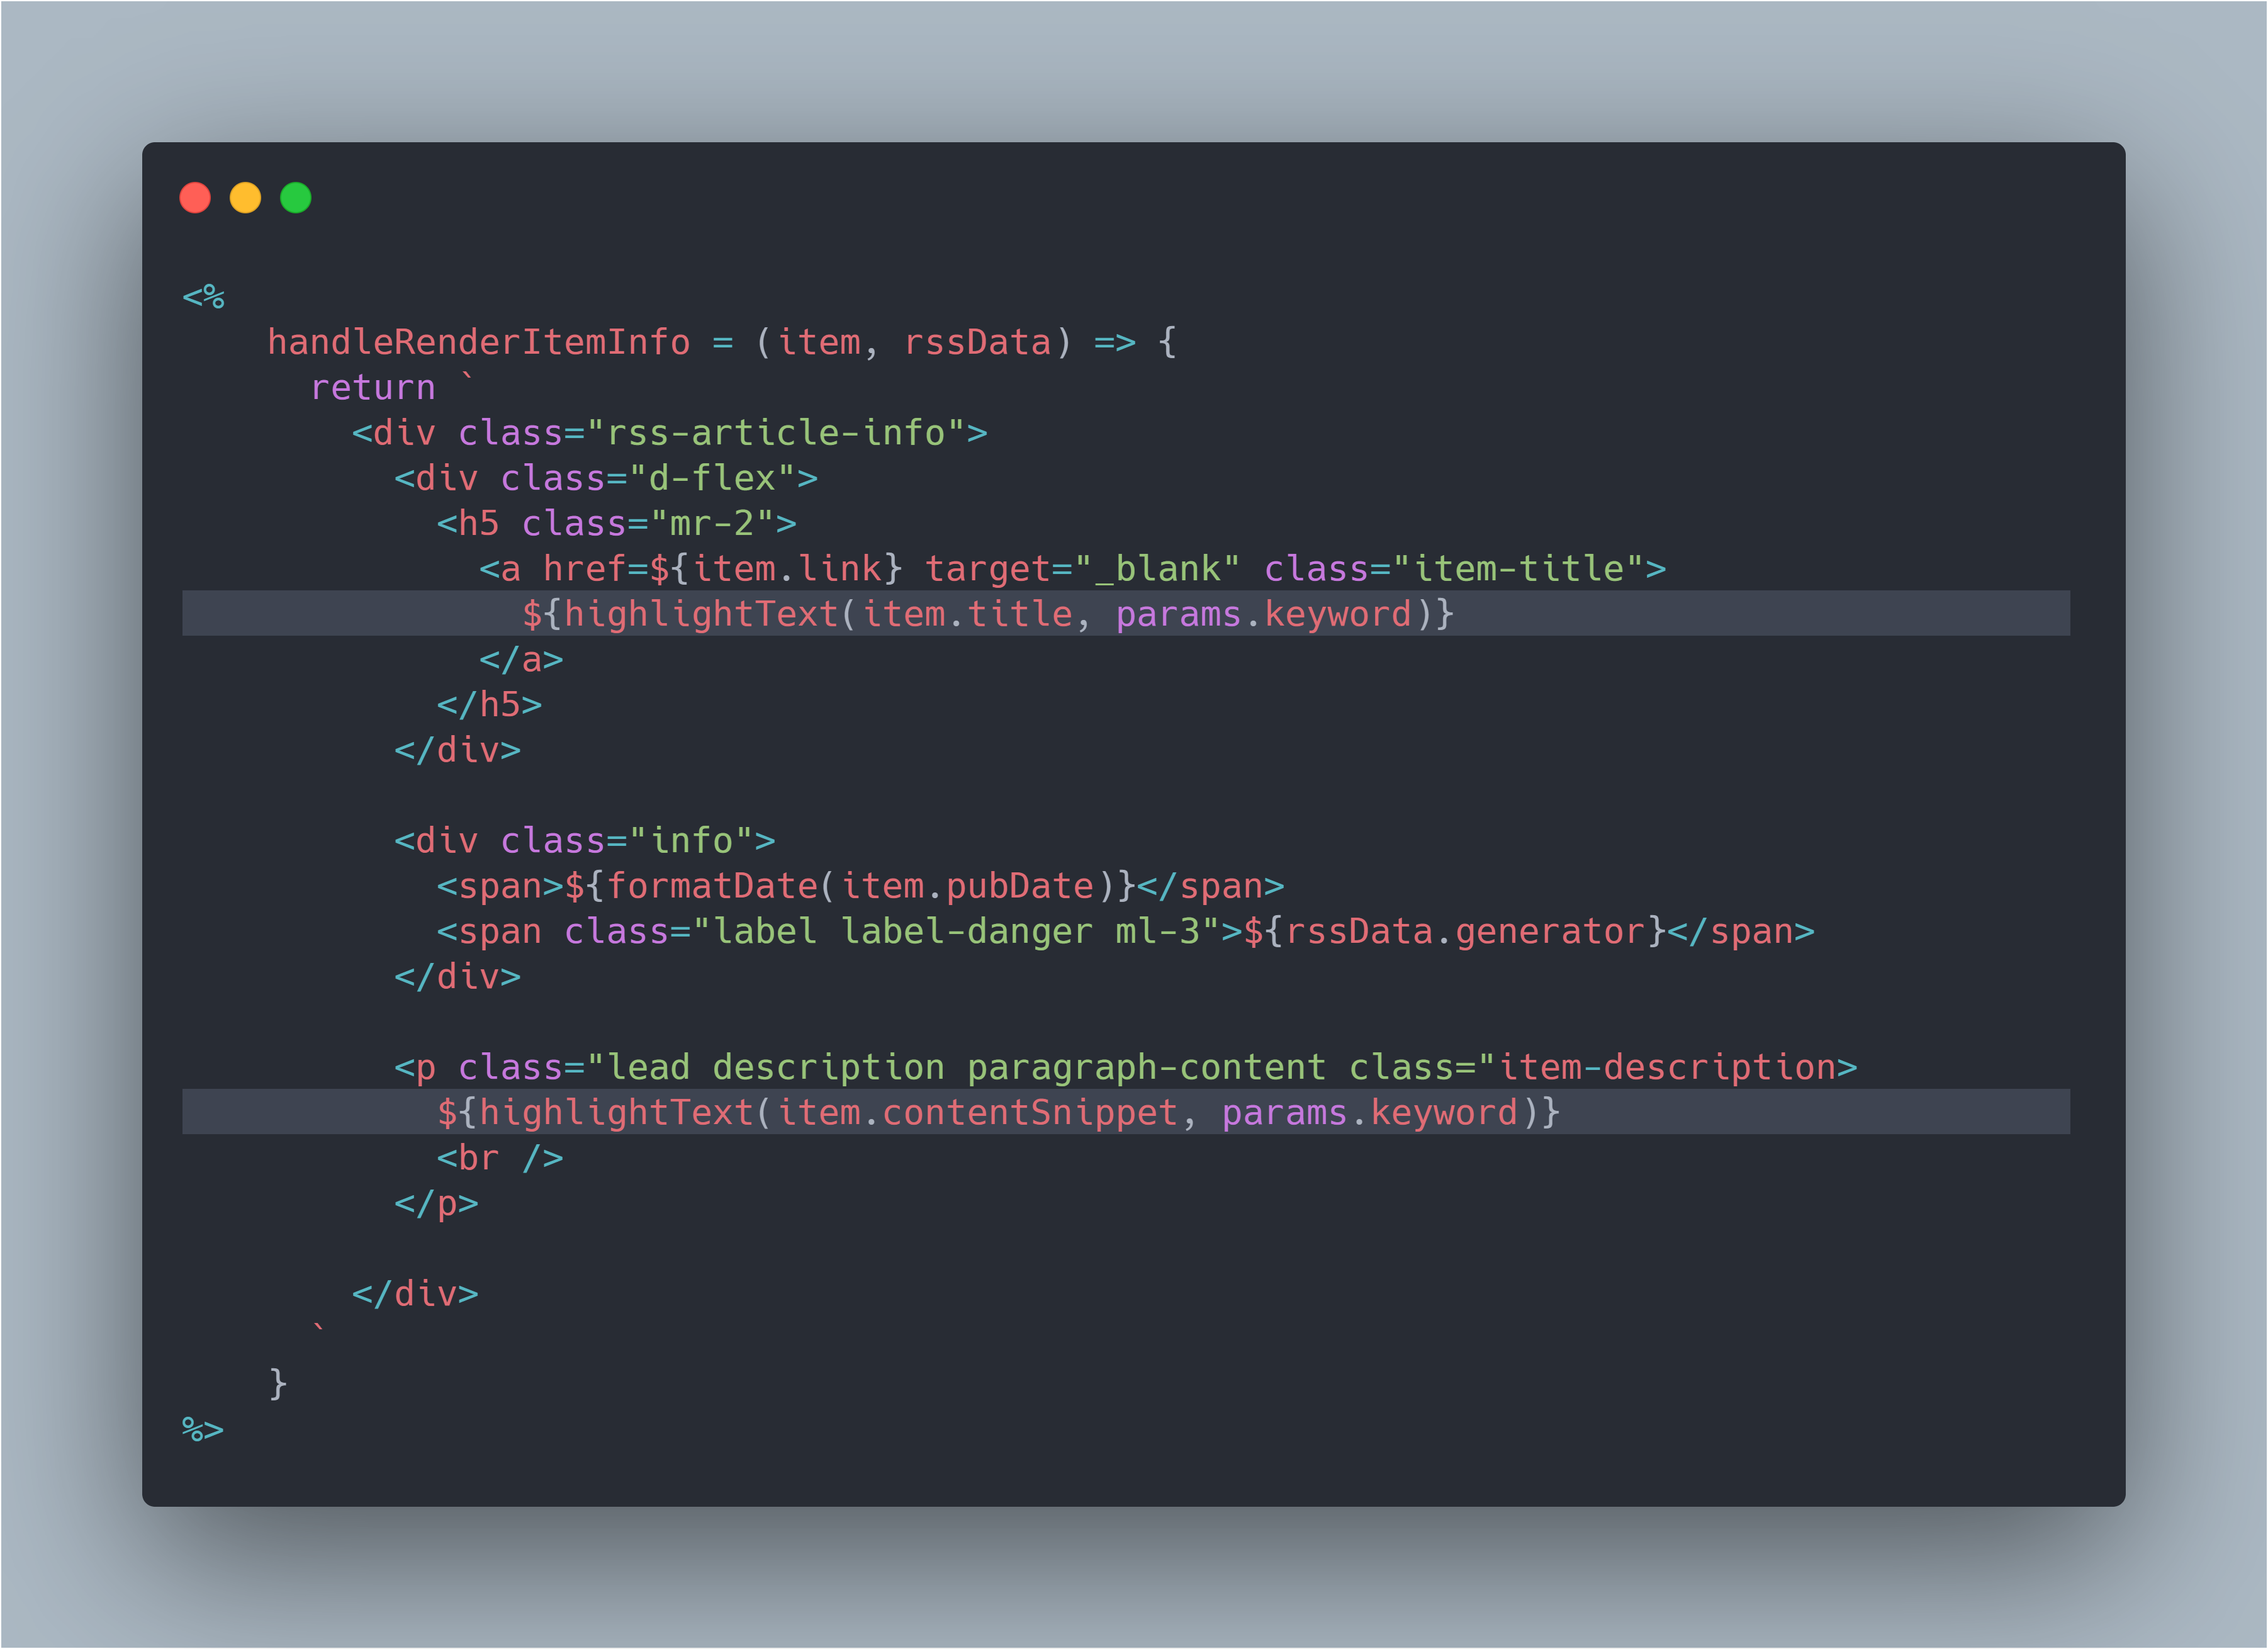 <%
    handleRenderItemInfo = (item, rssData) => {
      return `
        <div class="rss-article-info">
          <div class="d-flex">
            <h5 class="mr-2">
              <a href=${item.link} target="_blank" class="item-title">
                ${highlightText(item.title, params.keyword)}
              </a>
            </h5>
          </div>

          <div class="info">
            <span>${formatDate(item.pubDate)}</span>
            <span class="label label-danger ml-3">${rssData.generator}</span>
          </div>

          <p class="lead description paragraph-content class="item-description>
            ${highlightText(item.contentSnippet, params.keyword)}
            <br />
          </p>

        </div>
      `
    }
%>